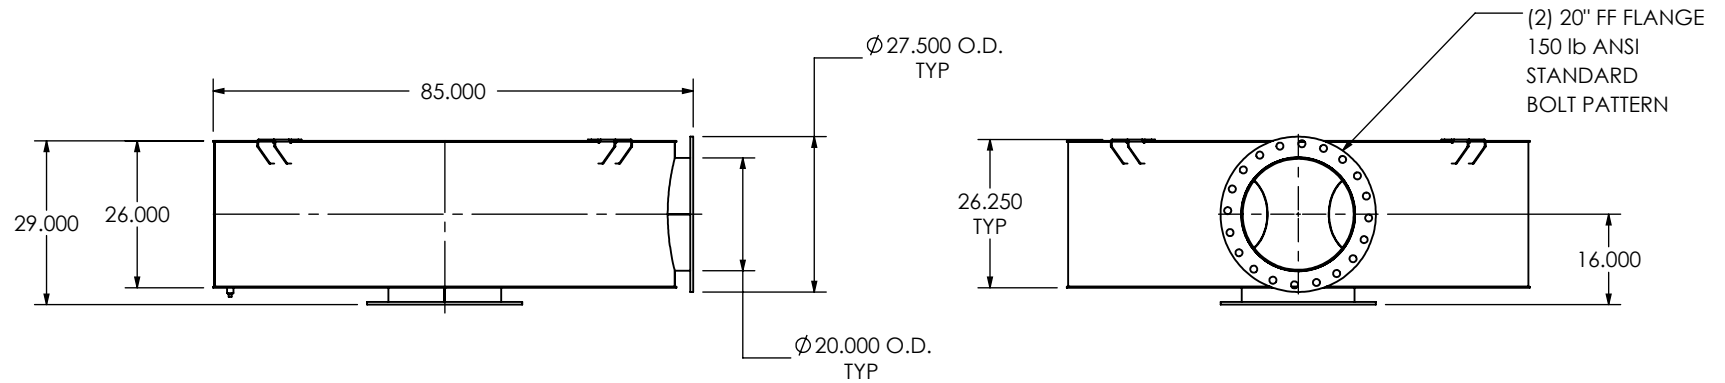 85.000
29.000
26.000
Ø27.500 O.D.
TYP
Ø20.000 O.D.
TYP
(2) 20" FF FLANGE
150 lb ANSI
STANDARD
BOLT PATTERN
26.250
TYP
16.000